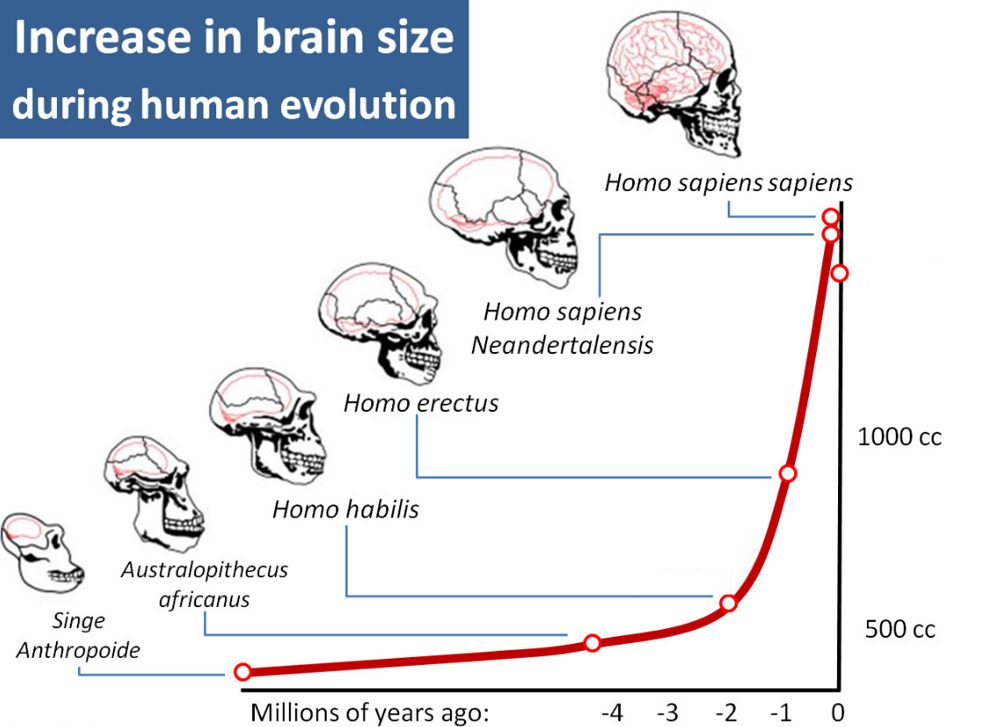 Increase in brain size
during human evolution
Homo sapiens sapiens
Homo sapiens
Neandertalensis
Homo erectus
1000 cc
Homo habilis
Australopithecus
africanus
Singe
Anthropoide
500 cc
Millions of years ago: -4 -3 -2 -1 0